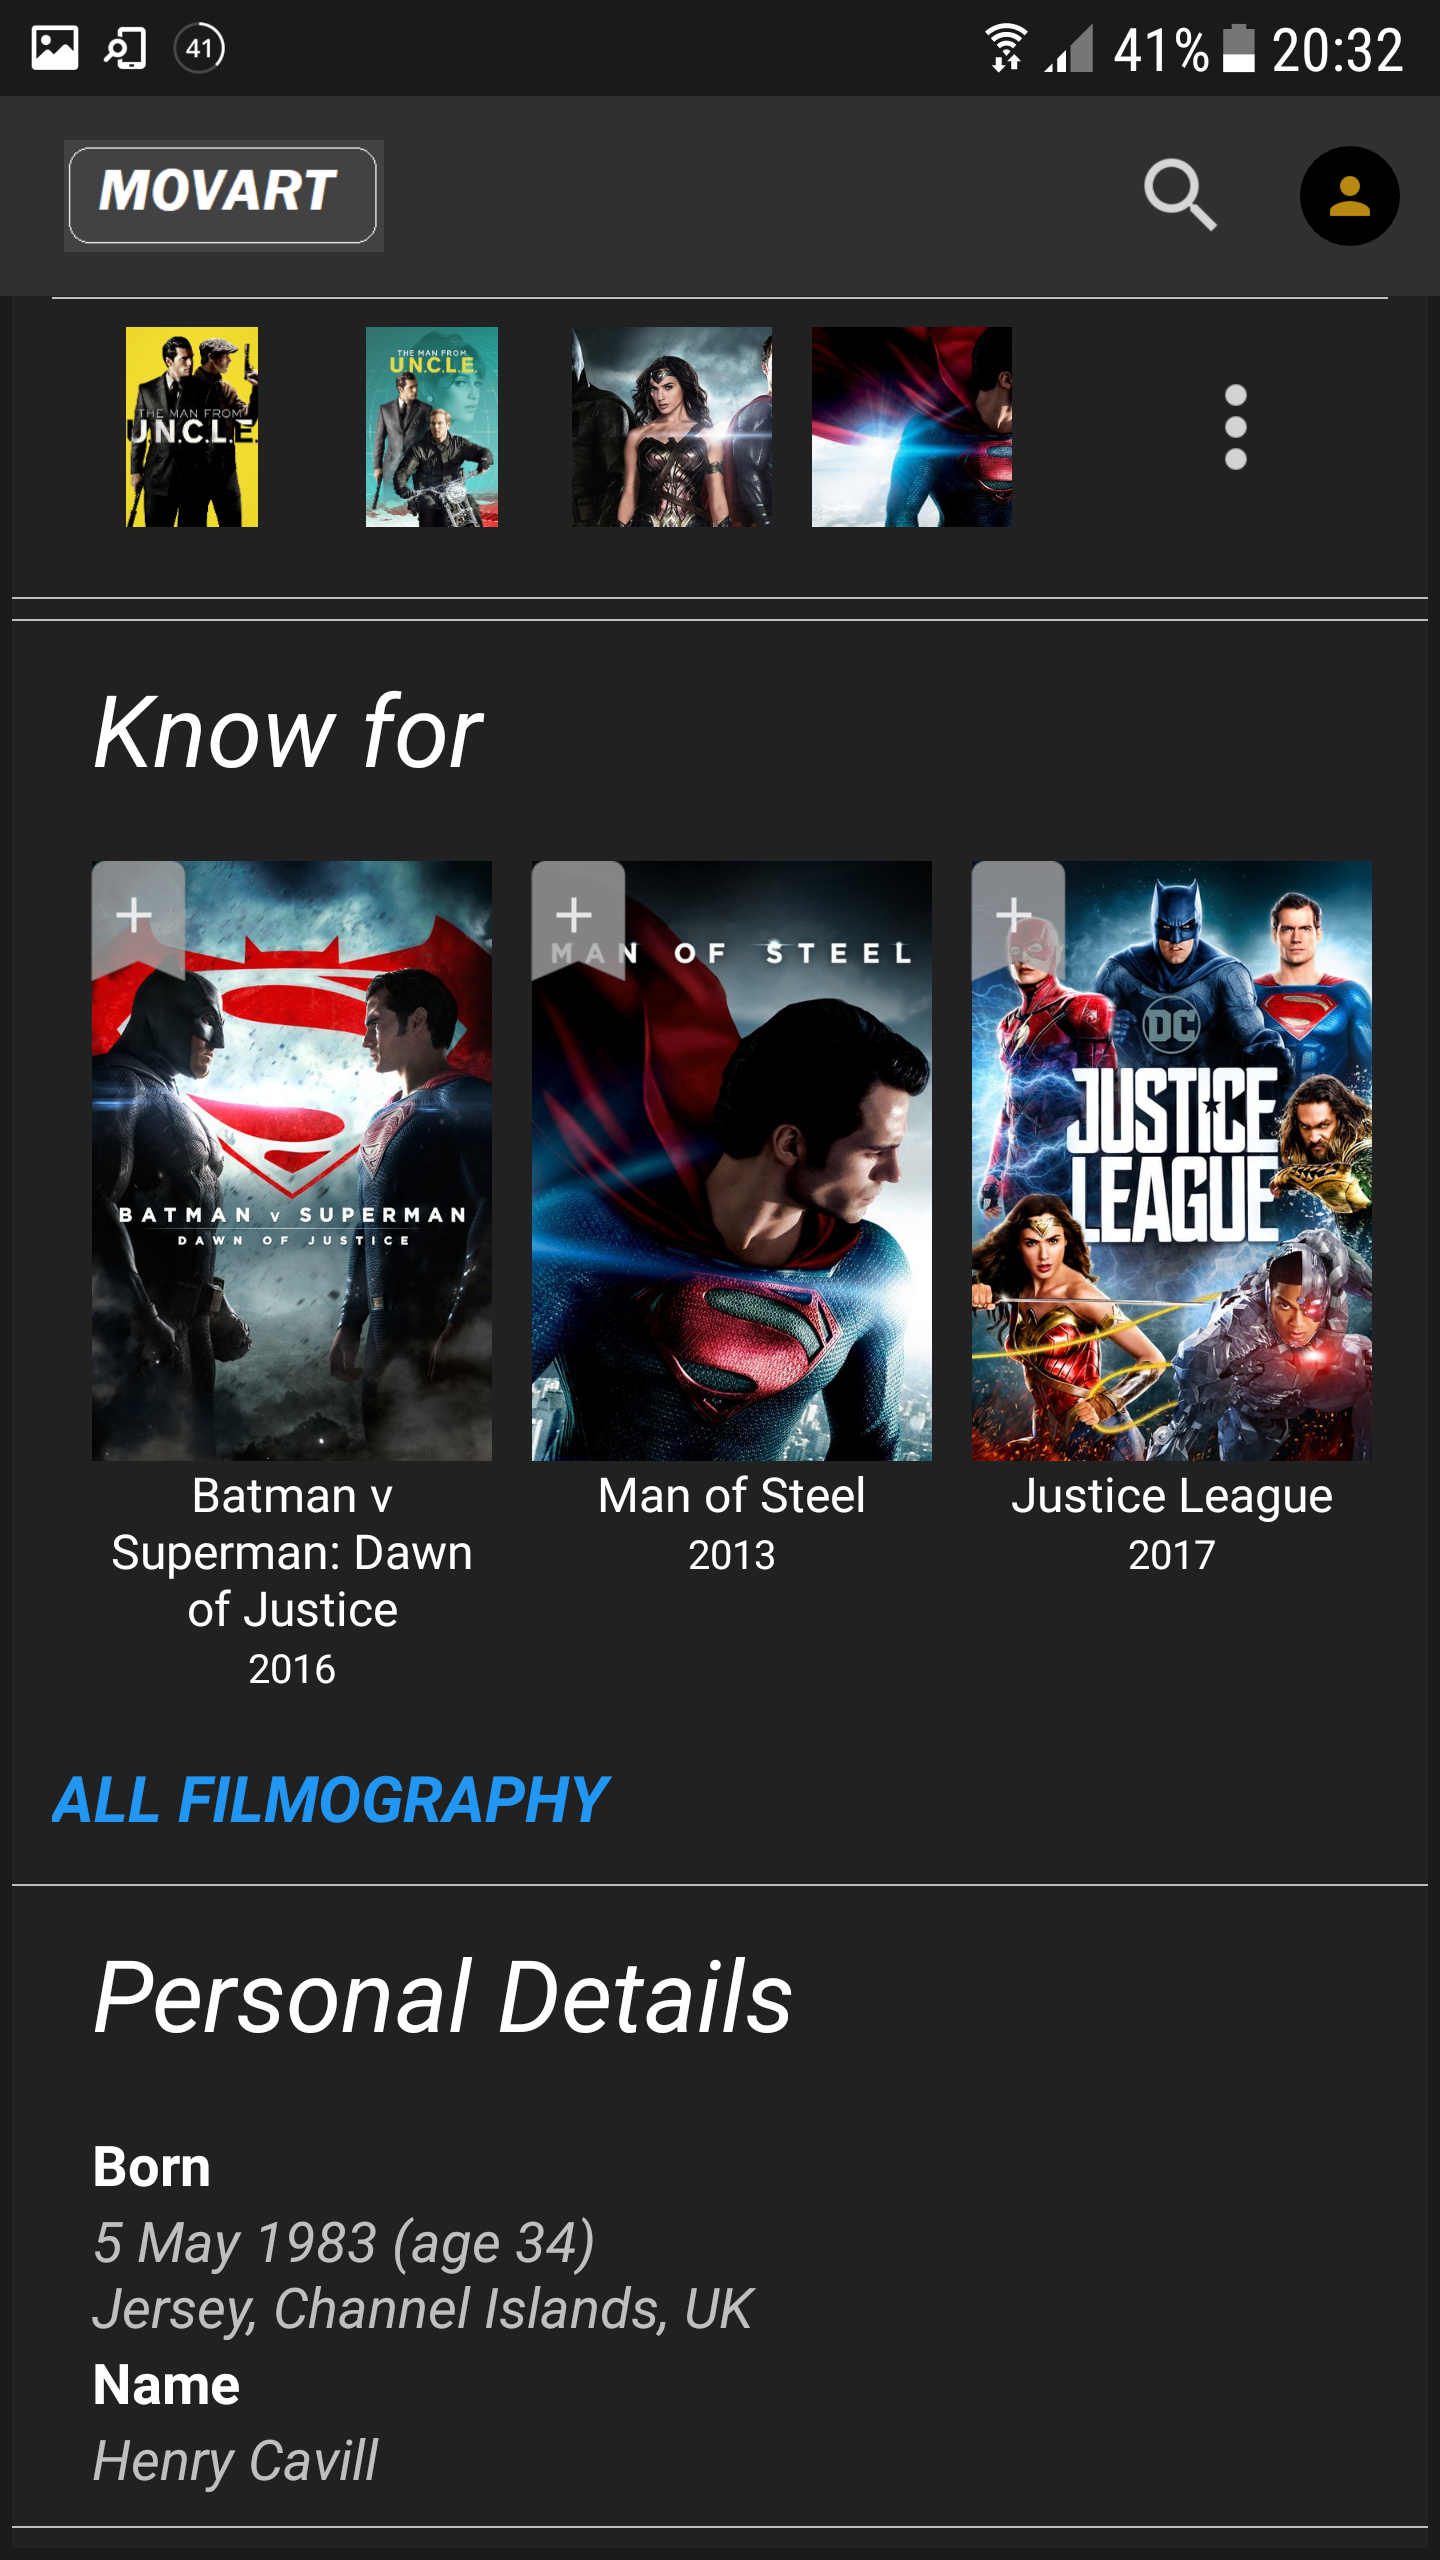 41
41%
20:32
MOVART
THE MAN FROM
U.N.C.L.E.
THE MAN FROM
U.N.C.L.E.
Know for
MAN OF STEEL
DC
JUSTICE
LEAGUE
BATMAN v SUPERMAN
DAWN OF JUSTICE
Batman v
Superman: Dawn
of Justice
2016
Man of Steel
2013
Justice League
2017
ALL FILMOGRAPHY
Personal Details
Born
5 May 1983 (age 34)
Jersey, Channel Islands, UK
Name
Henry Cavill